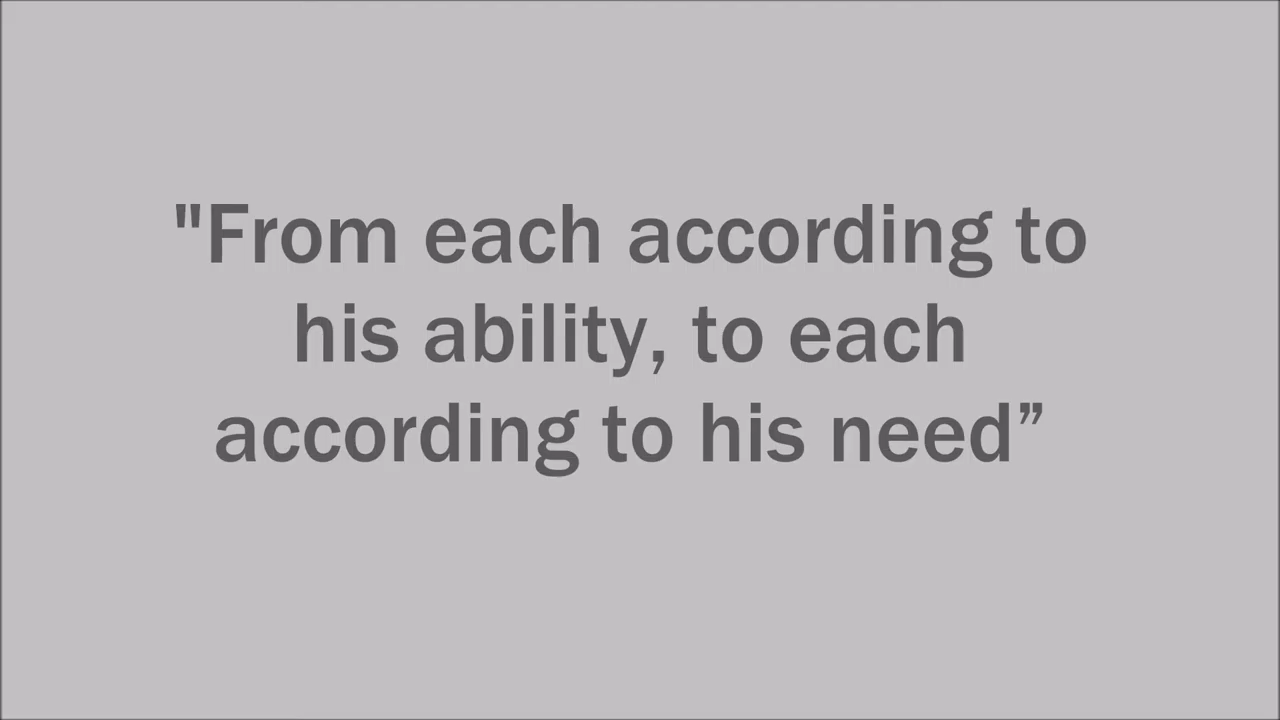 "From each according to
his ability, to each
according to his need”